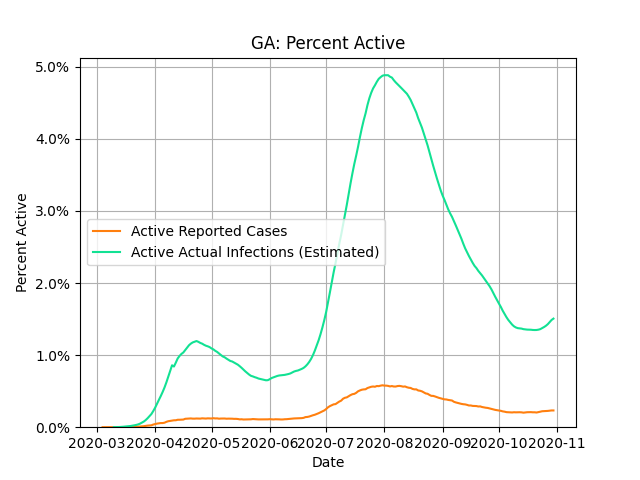 GA: Percent Active
5.0%
4.0%
3.0%
2.0%
1.0%
0.0%
Percent Active
Active Reported Cases
Active Actual Infections (Estimated)
2020-03 2020-04 2020-05 2020-06 2020-07 2020-08 2020-09 2020-10 2020-11
Date